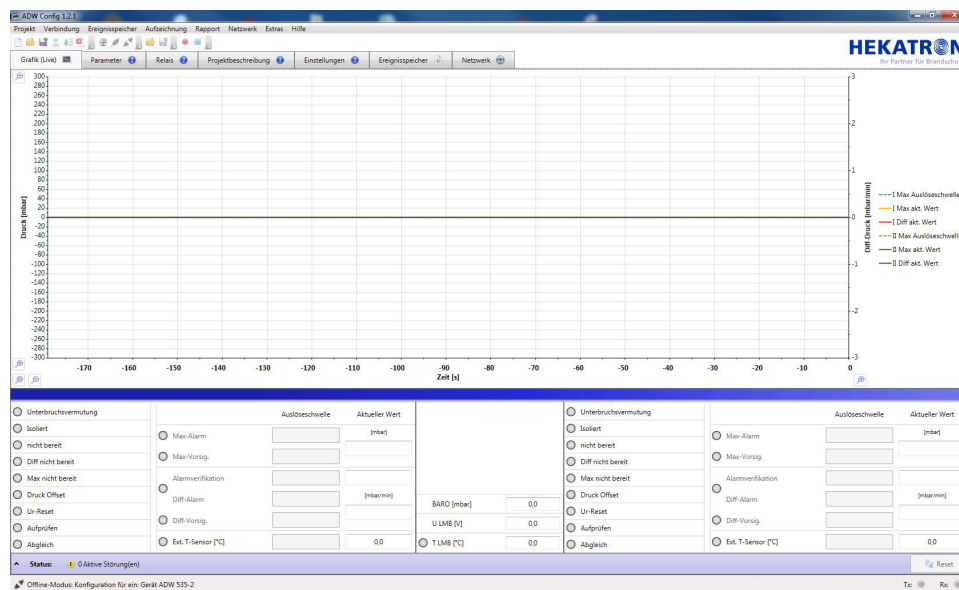 ADW Config 1.2.1
Projekt Verbindung Ereignisspeicher Aufzeichnung Rapport Netzwerk Extras Hilfe
HEKATRON
Ihr Partner für Brandschu
Grafik (Live) Parameter Relais Projektbeschreibung Einstellungen Ereignispeicher Netzwerk
300 3
280
260
240
220
200 2
180
160
140
120
100 1
80
60
40
20
0 0
-20
-40
-60
-80
-100 -1
-120
-140
-160
-180
-200 -2
-220
-240
-260
-280
-300 -3
Druck [mbar]
Diff-Druck [mbar/min]
I Max Auslöseschwelle
I Max akt. Wert
I Diff akt. Wert
II Max Auslöseschwelle
II Max akt. Wert
II Diff akt. Wert
-170 -160 -150 -140 -130 -120 -110 -100 -90 -80 -70 -60 -50 -40 -30 -20 -10 0
Zeit [s]
Unterbruchsvermutung
Isoliert
nicht bereit
Diff nicht bereit
Max nicht bereit
Druck Offset
Ur-Reset
Aufprüfen
Abgleich
Auslöseschwelle Aktueller Wert
Max-Alarm [mbar]
Max-Vorsig.
Alarmverifikation
Diff-Alarm [mbar/min]
Diff-Vorsig.
Ext. T-Sensor [°C] 0,0
BARO [mbar] 0,0
U LMB [V] 0,0
T LMB [°C] 0,0
Unterbruchsvermutung
Isoliert
nicht bereit
Diff nicht bereit
Max nicht bereit
Druck Offset
Ur-Reset
Aufprüfen
Abgleich
Auslöseschwelle Aktueller Wert
Max-Alarm [mbar]
Max-Vorsig.
Alarmverifikation
Diff-Alarm [mbar/min]
Diff-Vorsig.
Ext. T-Sensor [°C] 0,0
Status: 0 Aktive Störung(en) Reset
Offline-Modus: Konfiguration für ein: Gerät ADW 535-2 Tx: Rx: